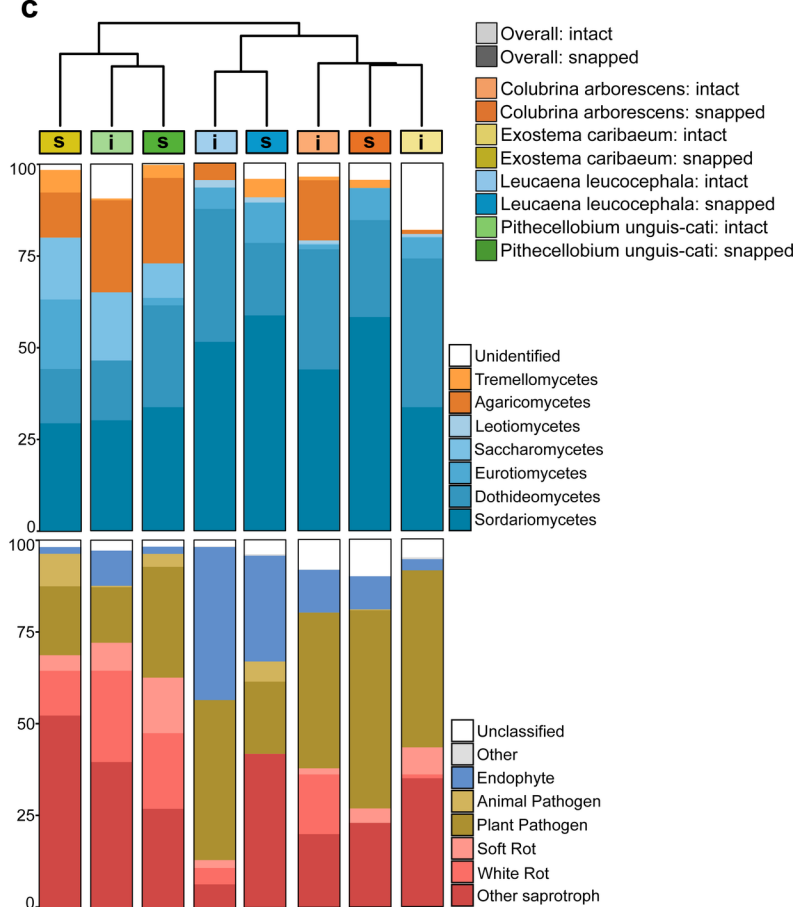 c
Overall: intact
Overall: snapped
Colubrina arborescens: intact
Colubrina arborescens: snapped
Exostema caribaeum: intact
Exostema caribaeum: snapped
Leucaena leucocephala: intact
Leucaena leucocephala: snapped
Pithecellobium unguis-cati: intact
Pithecellobium unguis-cati: snapped
s i s i s i s i
100
75
50
25
0
Unidentified
Tremellomycetes
Agaricomycetes
Leotiomycetes
Saccharomycetes
Eurotiomycetes
Dothideomycetes
Sordariomycetes
100
75
50
25
0
Unclassified
Other
Endophyte
Animal Pathogen
Plant Pathogen
Soft Rot
White Rot
Other saprotroph